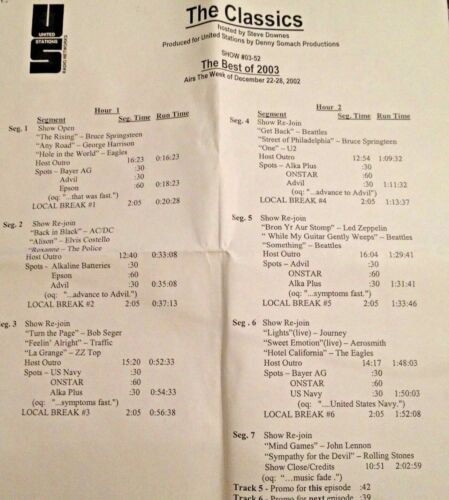 The Classics
hosted by Steve Downes
Produced for United Stations by Denny Somach Productions
UNITED
STATIONS
SHOW #03-52
The Best of 2003
Airs The Week of December 22-28, 2002
Hour 1
Segment Seg. Time Run Time
Seg. 1 Show Open
"The Rising" – Bruce Springsteen
"Any Road" – George Harrison
"Hole in the World" – Eagles
Host Outro 16:23 0:16:23
Spots – Bayer AG :30
Advil :30
Epson :60 0:18:23
(oq: "...that was fast.")
LOCAL BREAK #1 2:05 0:20:28
Seg. 2 Show Re-join
"Back in Black" – AC/DC
"Alison" – Elvis Costello
"Roxanne – The Police
Host Outro 12:40 0:33:08
Spots - Alkaline Batteries :30
Epson :60
Advil :30 0:35:08
(oq: "...advance to Advil.")
LOCAL BREAK #2 2:05 0:37:13
Seg. 3 Show Re-join
"Turn the Page" – Bob Seger
"Feelin' Alright" – Traffic
"La Grange" – ZZ Top
Host Outro 15:20 0:52:33
Spots – US Navy :30
ONSTAR :60
Alka Plus :30 0:54:33
(oq: "...symptoms fast.")
LOCAL BREAK #3 2:05 0:56:38
Hour 2
Segment Seg. Time Run Time
Seg. 4 Show Re-Join
"Get Back" – Beattles
"Street of Philadelphia" – Bruce Springteen
"One" – U2
Host Outro 12:54 1:09:32
Spots – Alka Plus :30
ONSTAR :60
Advil :30 1:11:32
(oq: "...advance to Advil")
LOCAL BREAK #4 2:05 1:13:37
Seg. 5 Show Re-join
"Bron Yr Aur Stomp" – Led Zeppelin
" While My Guitar Gently Weeps" – Beattles
"Something" – Beattles
Host Outro 16:04 1:29:41
Spots – Advil :30
ONSTAR :60
Alka Plus :30 1:31:41
(oq: "...symptoms fast.")
LOCAL BREAK #5 2:05 1:33:46
Seg . 6 Show Re-join
"Lights"(live) – Journey
"Sweet Emotion"(live) – Aerosmith
"Hotel California" – The Eagles
Host Outro 14:17 1:48:03
Spots – Bayer AG :30
ONSTAR :60
US Navy :30 1:50:03
(oq: "....United States Navy.")
LOCAL BREAK #6 2:05 1:52:08
Seg. 7 Show Re-join
"Mind Games" – John Lennon
"Sympathy for the Devil" – Rolling Stones
Show Close/Credits 10:51 2:02:59
(oq: "…music fade .")
Track 5 - Promo for this episode :42
Track 6 - Promo for next episode :39